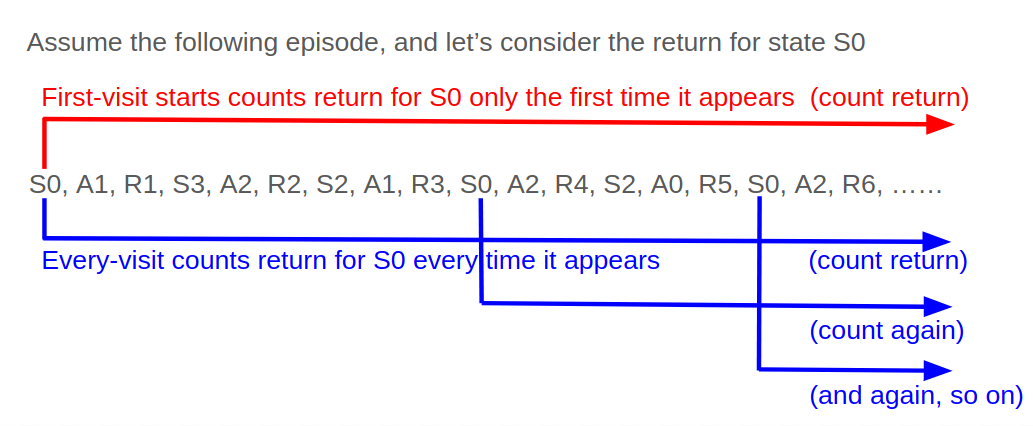 Assume the following episode, and let’s consider the return for state S0
First-visit starts counts return for S0 only the first time it appears (count return)
S0, A1, R1, S3, A2, R2, S2, A1, R3, S0, A2, R4, S2, A0, R5, S0, A2, R6, ……
Every-visit counts return for S0 every time it appears (count return)
(count again)
(and again, so on)